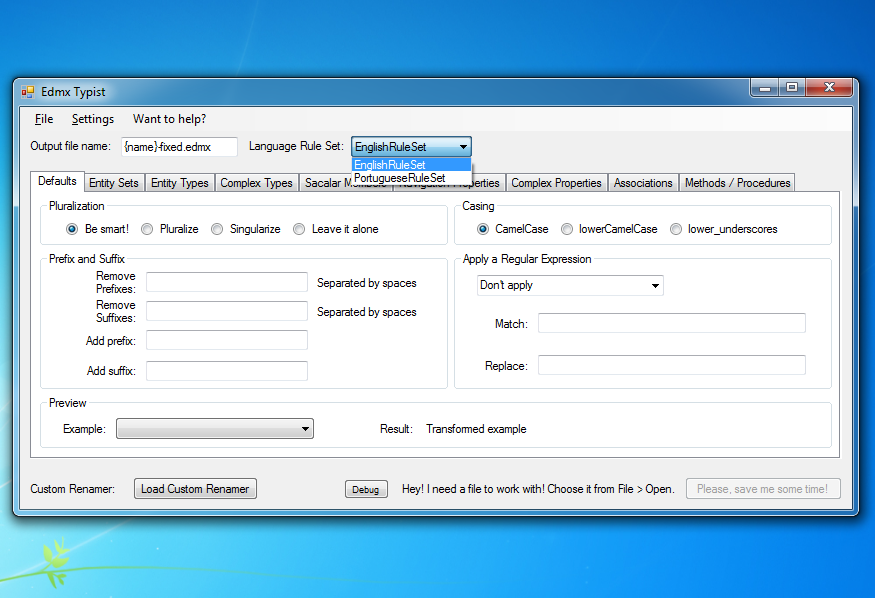 Edmx Typist
File Settings Want to help?
Output file name: {name}-fixed.edmx Language Rule Set: EnglishRuleSet
EnglishRuleSet
PortugueseRuleSet
Defaults Entity Sets Entity Types Complex Types Sacalar Members Navigation Properties Complex Properties Associations Methods / Procedures
Pluralization Casing
Be smart! Pluralize Singularize Leave it alone CamelCase lowerCamelCase lower_underscores
Prefix and Suffix Apply a Regular Expression
Remove Prefixes: Separated by spaces Don't apply
Remove Suffixes: Separated by spaces
Match:
Add prefix:
Replace:
Add suffix:
Preview
Example: Result: Transformed example
Custom Renamer: Load Custom Renamer Debug Hey! I need a file to work with! Choose it from File > Open. Please, save me some time!